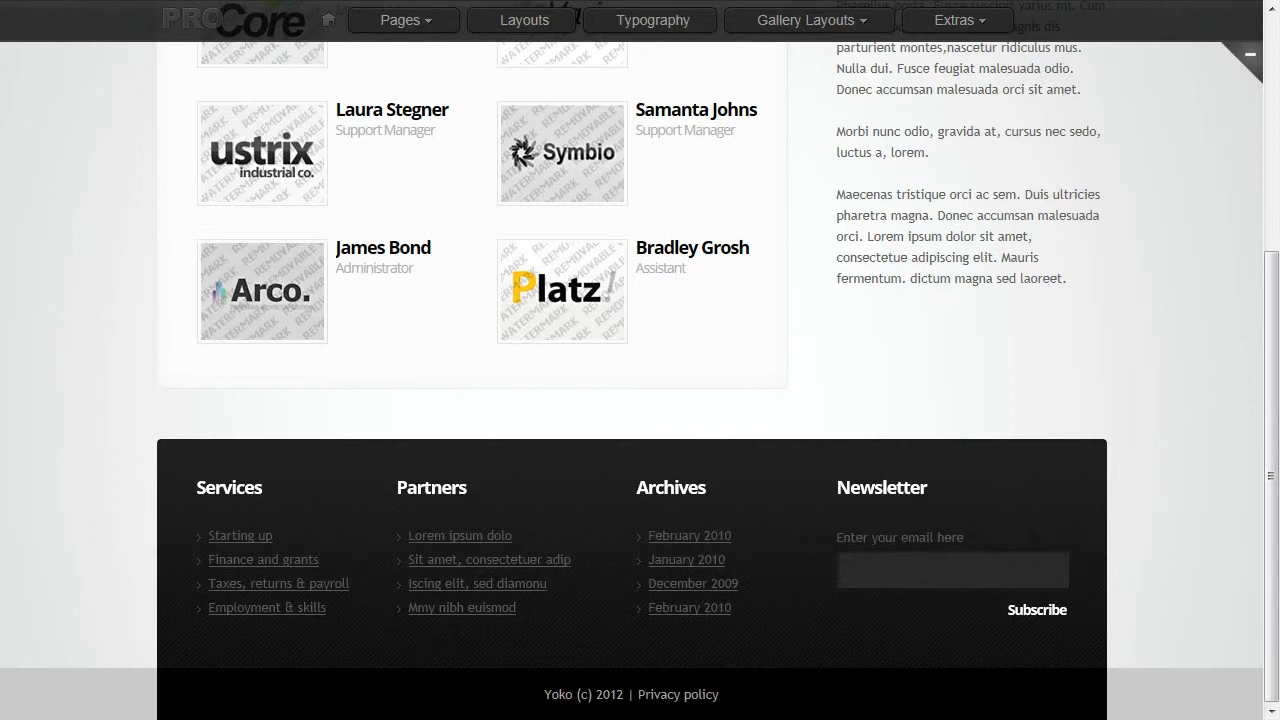 PROCore
Pages
Layouts
Typography
Gallery Layouts
Extras
parturient montes,nascetur ridiculus mus.
Nulla dui. Fusce feugiat malesuada odio.
Donec accumsan malesuada orci sit amet.
Morbi nunc odio, gravida at, cursus nec sedo,
luctus a, lorem.
Maecenas tristique orci ac sem. Duis ultricies
pharetra magna. Donec accumsan malesuada
orci. Lorem ipsum dolor sit amet,
consectetue adipiscing elit. Mauris
fermentum. dictum magna sed laoreet.
Laura Stegner
Support Manager
ustrix
industrial co.
Samanta Johns
Support Manager
Symbio
James Bond
Administrator
Arco.
Bradley Grosh
Assistant
Platz!
Services
Starting up
Finance and grants
Taxes, returns & payroll
Employment & skills
Partners
Lorem ipsum dolo
Sit amet, consectetuer adip
Iscing elit, sed diamonu
Mmy nibh euismod
Archives
February 2010
January 2010
December 2009
February 2010
Newsletter
Enter your email here
Subscribe
Yoko (c) 2012 | Privacy policy